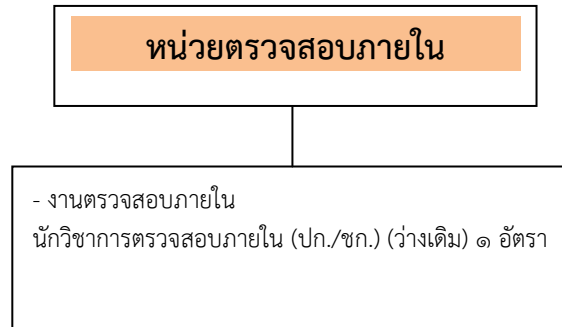 หน่วยตรวจสอบภายใน
- งานตรวจสอบภายใน
นักวิชาการตรวจสอบภายใน (ปก./ชก.) (ว่างเดิม) ๑ อัตรา